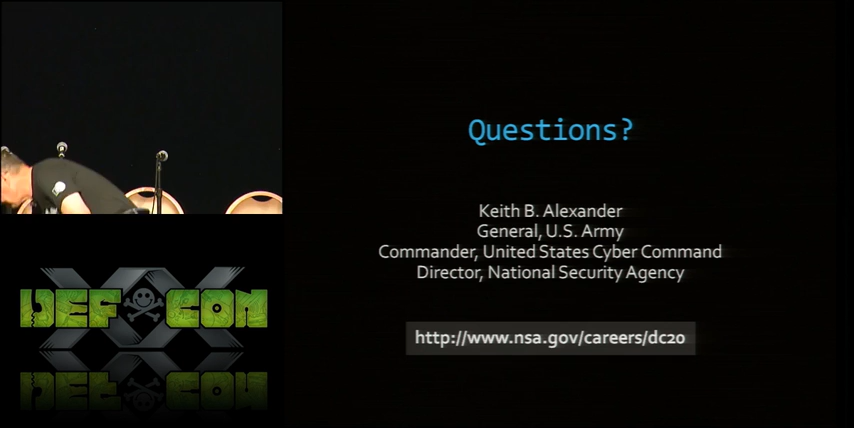 Questions?
Keith B. Alexander
General, U.S. Army
Commander, United States Cyber Command
Director, National Security Agency
http://www.nsa.gov/careers/dc20
XX
DEF CON